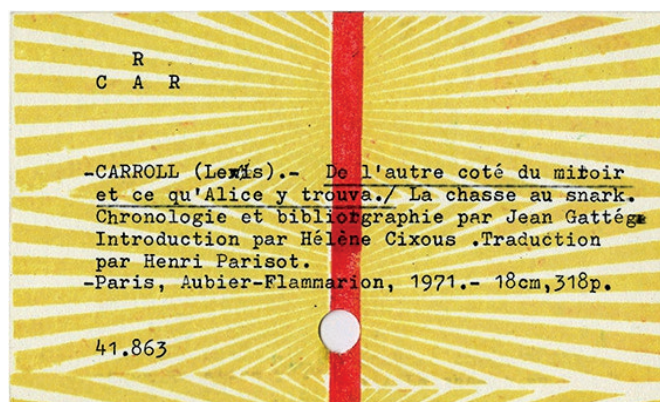 R
C A R
-CARROLL (Lewis).- De l'autre coté du miroir
et ce qu'Alice y trouva./ La chasse au snark.
Chronologie et bibliorgraphie par Jean Gattég
Introduction par Hélène Cixous .Traduction
par Henri Parisot.
-Paris, Aubier-Flammarion, 1971.- 18cm,318p.
41.863